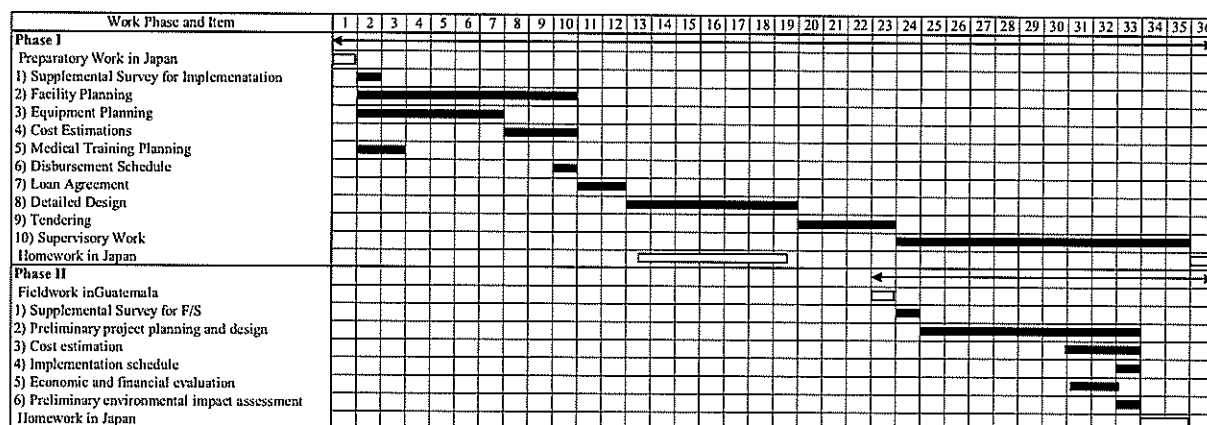 Work Phase and Item 1 2 3 4 5 6 7 8 9 10 11 12 13 14 15 16 17 18 19 20 21 22 23 24 25 26 27 28 29 30 31 32 33 34 35 36
Phase I
Preparatory Work in Japan
1) Supplemental Survey for Implemenatation
2) Facility Planning
3) Equipment Planning
4) Cost Estimations
5) Medical Training Planning
6) Disbursement Schedule
7) Loan Agreement
8) Detailed Design
9) Tendering
10) Supervisory Work
Homework in Japan
Phase II
Fieldwork inGuatemala
1) Supplemental Survey for F/S
2) Preliminary project planning and design
3) Cost estimation
4) Implementation schedule
5) Economic and financial evaluation
6) Preliminary environmental impact assessment
Homework in Japan